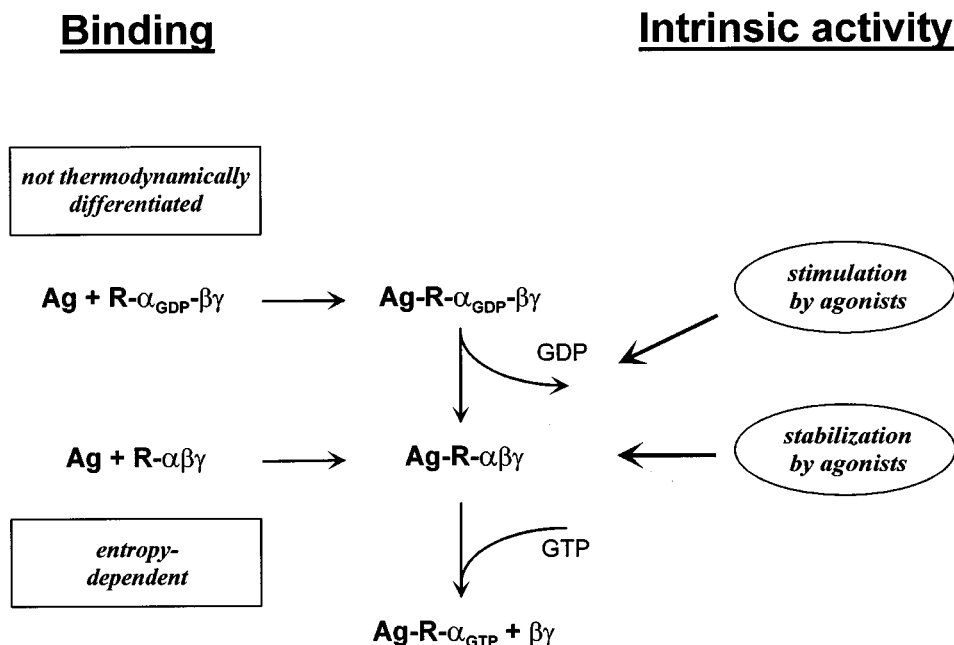 Binding
Intrinsic activity
not thermodynamically
differentiated
stimulation
by agonists
Ag + R-α_GDP-βγ
Ag-R-α_GDP-βγ
GDP
Ag + R-αβγ
Ag-R-αβγ
stabilization
by agonists
entropy-
dependent
GTP
Ag-R-α_GTP + βγ